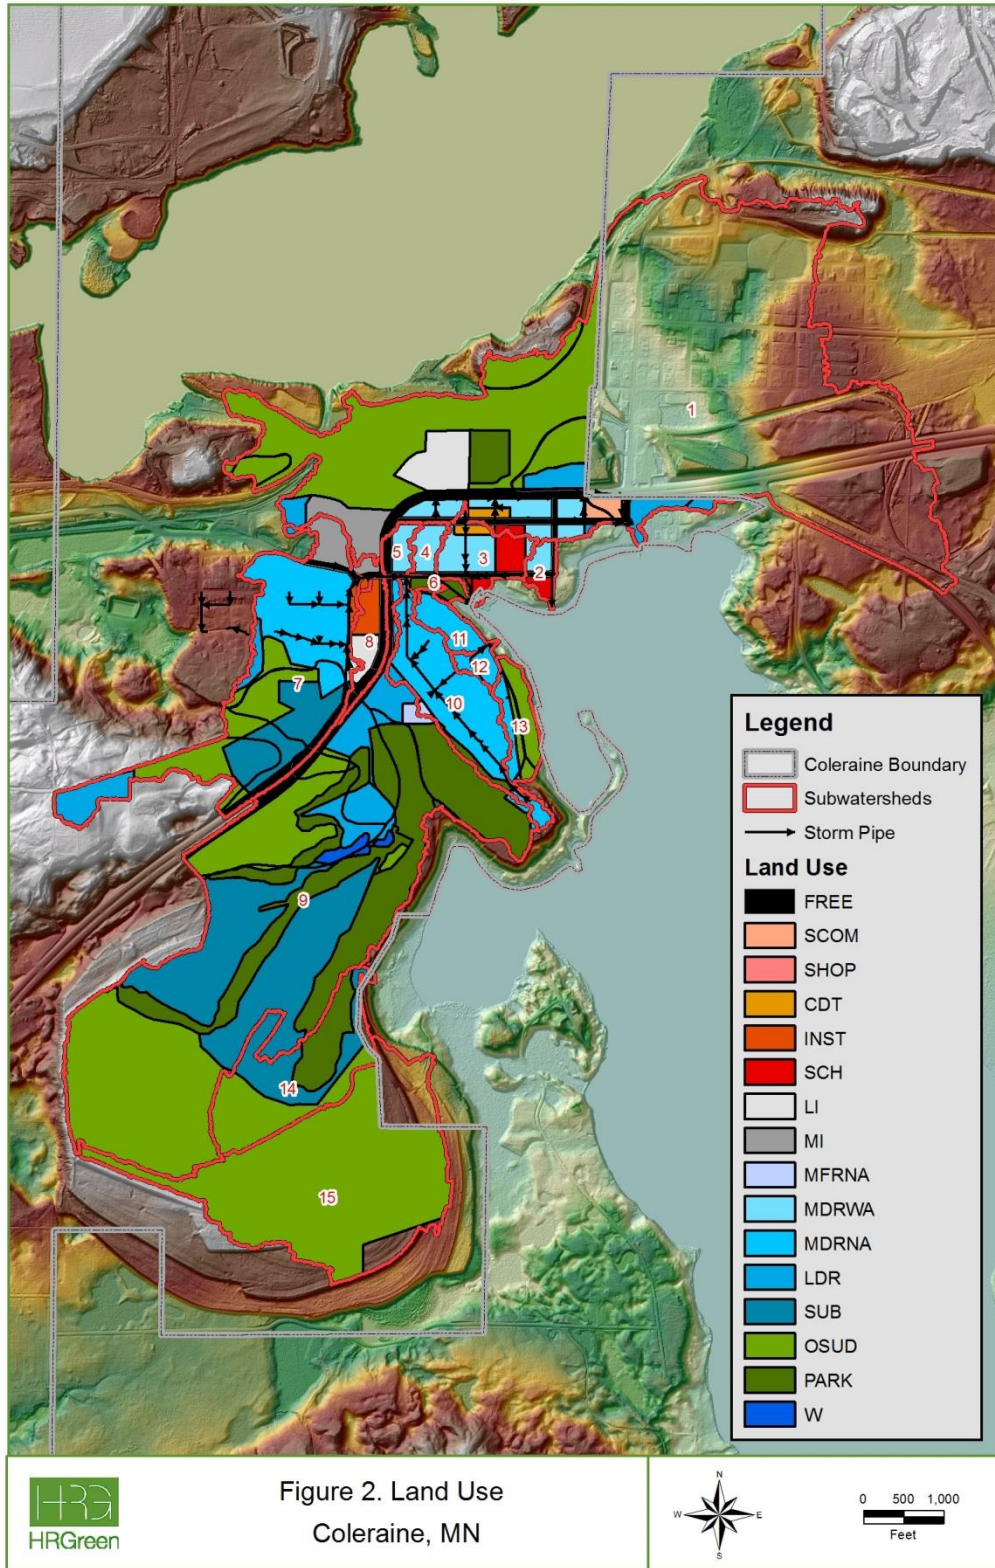 1
5
4
3
2
6
8
11
12
7
10
13
9
14
15
Legend
Coleraine Boundary
Subwatersheds
Storm Pipe
Land Use
FREE
SCOM
SHOP
CDT
INST
SCH
LI
MI
MFRNA
MDRWA
MDRNA
LDR
SUB
OSUD
PARK
W
HRG
HRGreen
Figure 2. Land Use
Coleraine, MN
N
W E
S
0 500 1,000
Feet